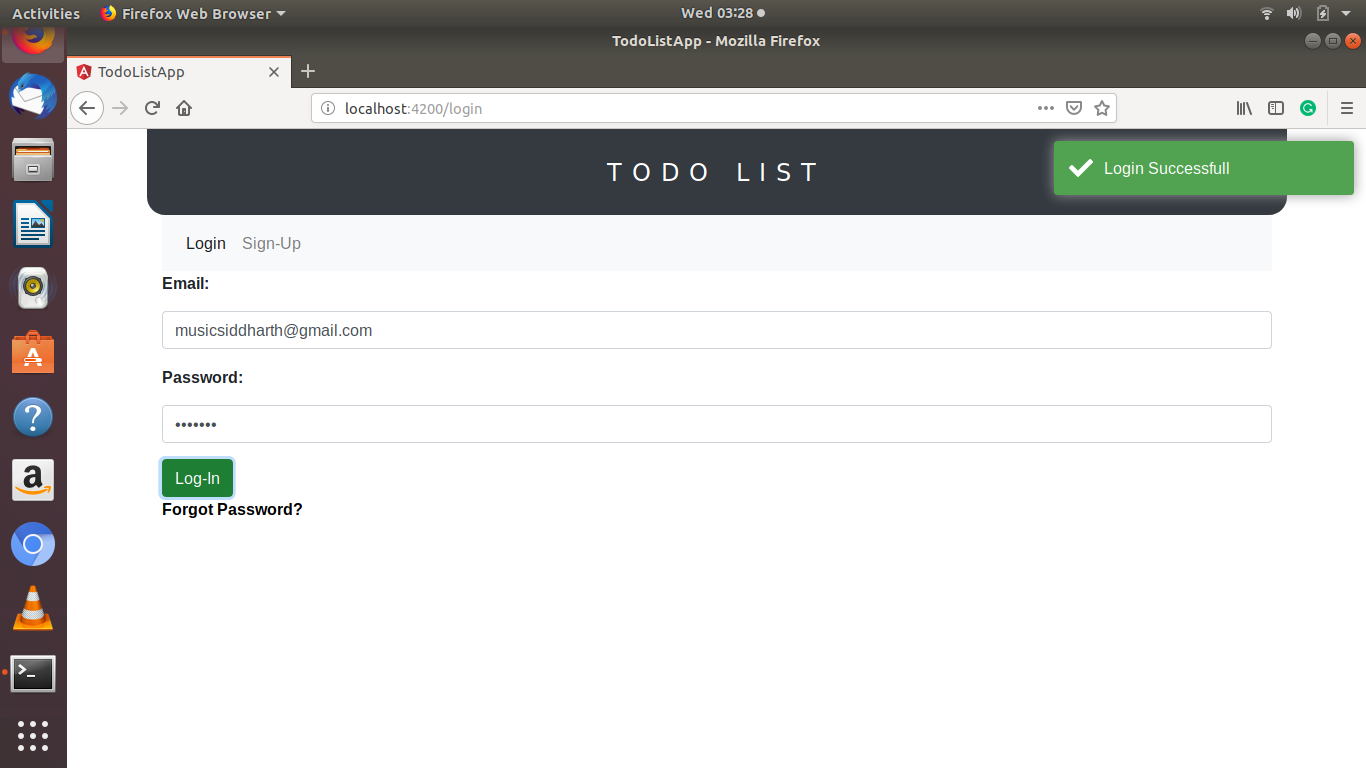 Activities Firefox Web Browser Wed 03:28
TodoListApp - Mozilla Firefox
TodoListApp
localhost:4200/login
TODO LIST
Login Successfull
Login Sign-Up
Email:
musicsiddharth@gmail.com
Password:
•••••••
Log-In
Forgot Password?